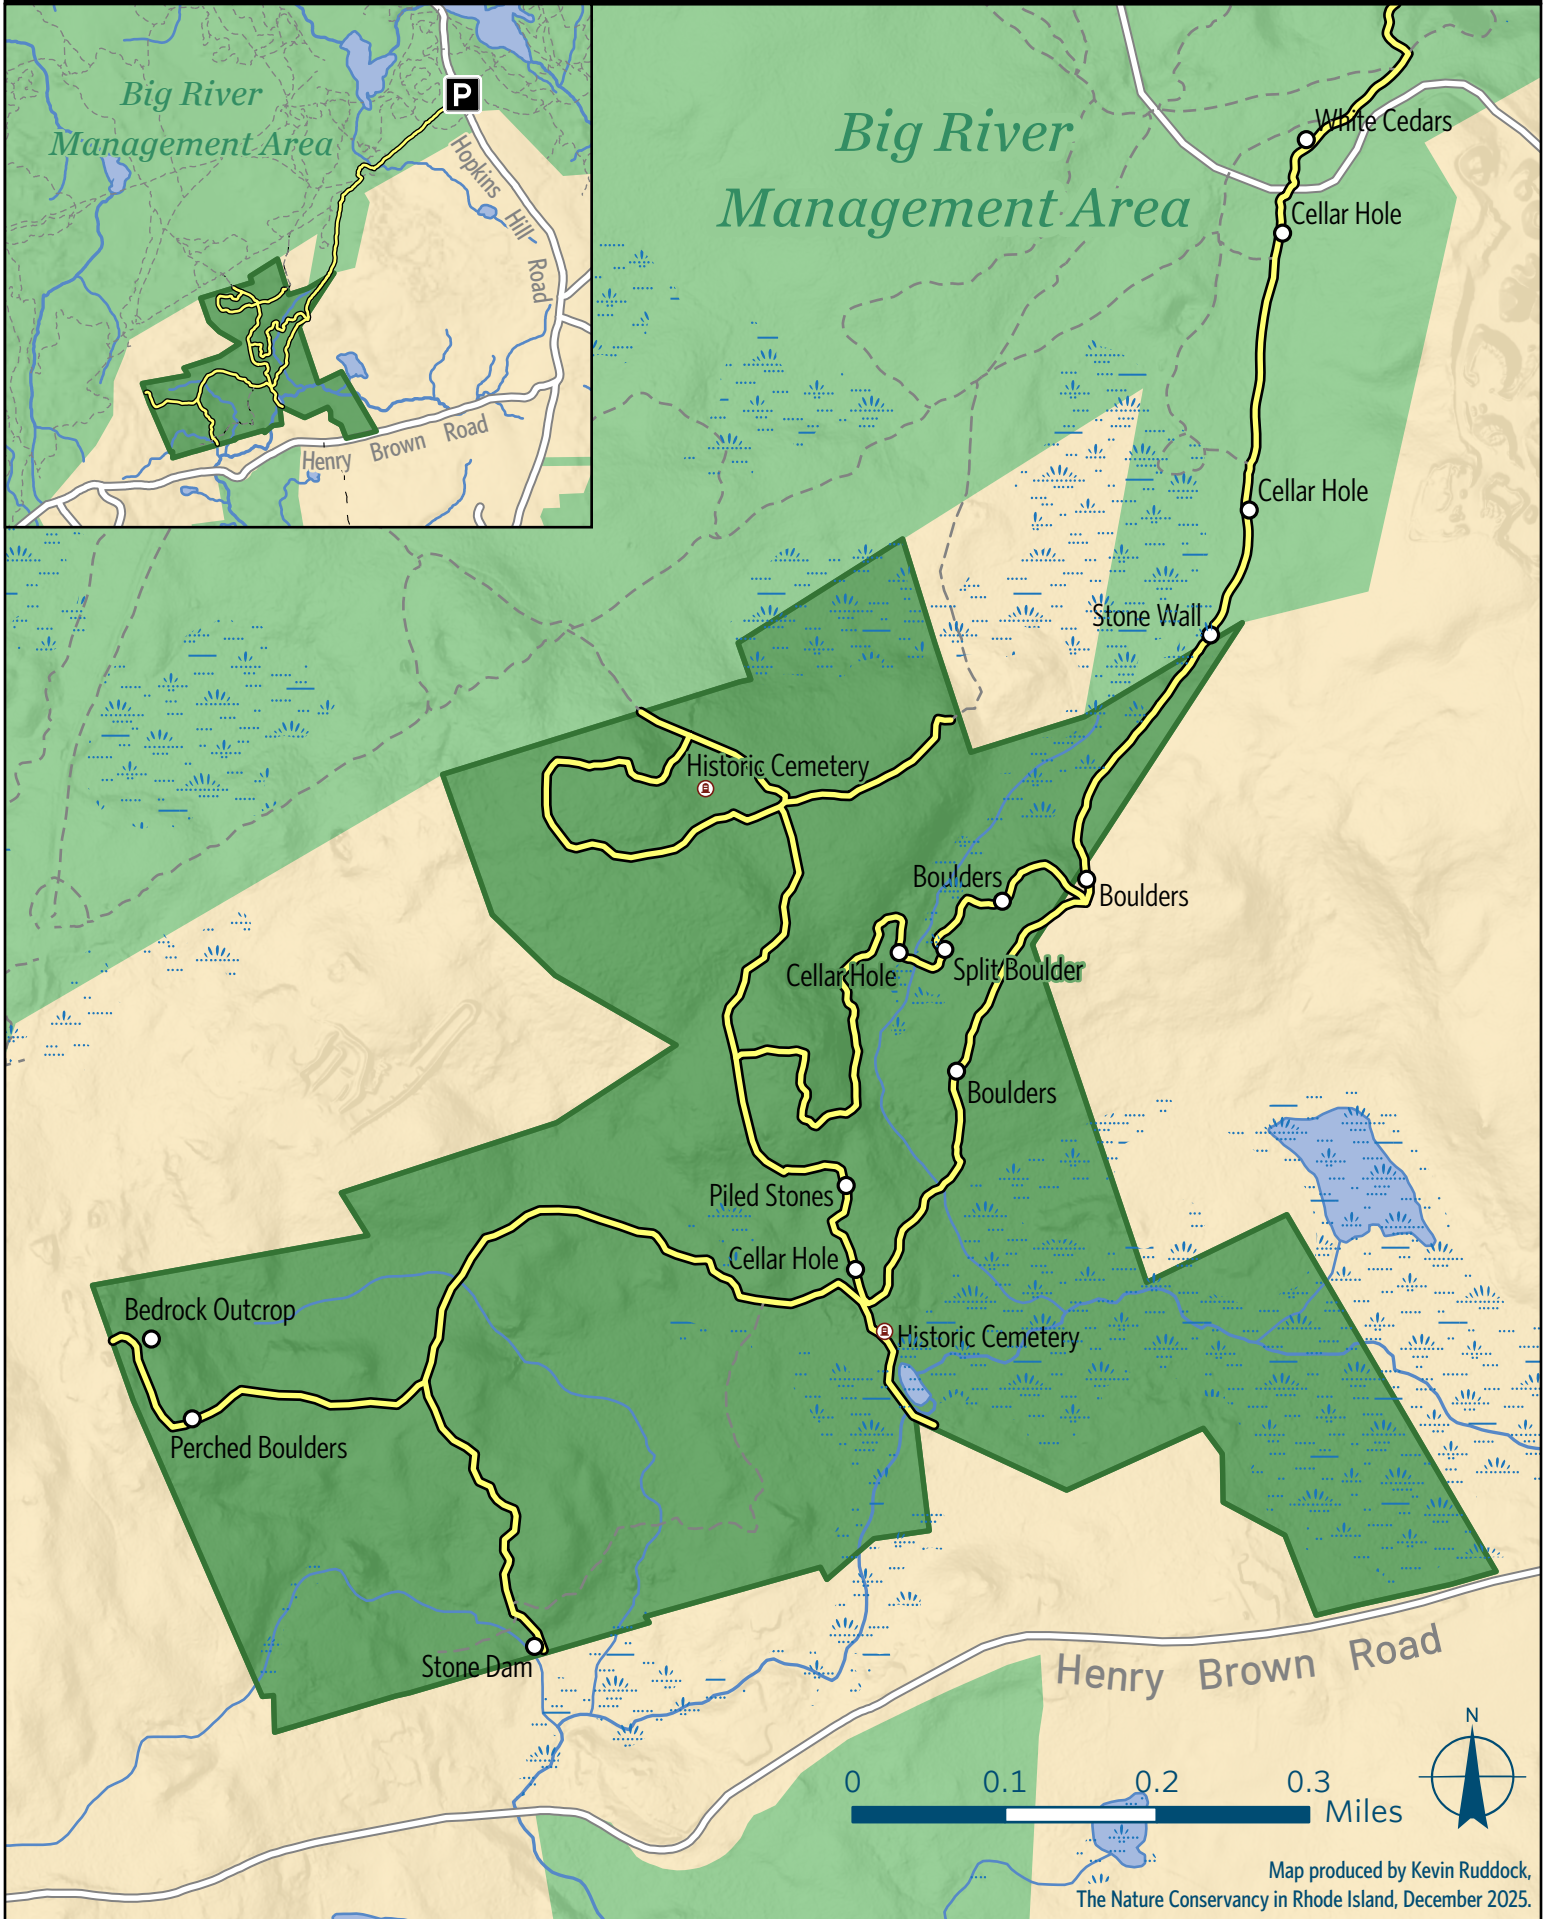 Big River
Management Area
P
Hopkins Hill Road
Henry Brown Road
Big River
Management Area
White Cedars
Cellar Hole
Cellar Hole
Stone Wall
Historic Cemetery
Boulders
Boulders
Cellar Hole
Split Boulder
Boulders
Piled Stones
Cellar Hole
Bedrock Outcrop
Historic Cemetery
Perched Boulders
Stone Dam
Henry Brown Road
N
0 0.1 0.2 0.3
Miles
Map produced by Kevin Ruddock,
The Nature Conservancy in Rhode Island, December 2025.